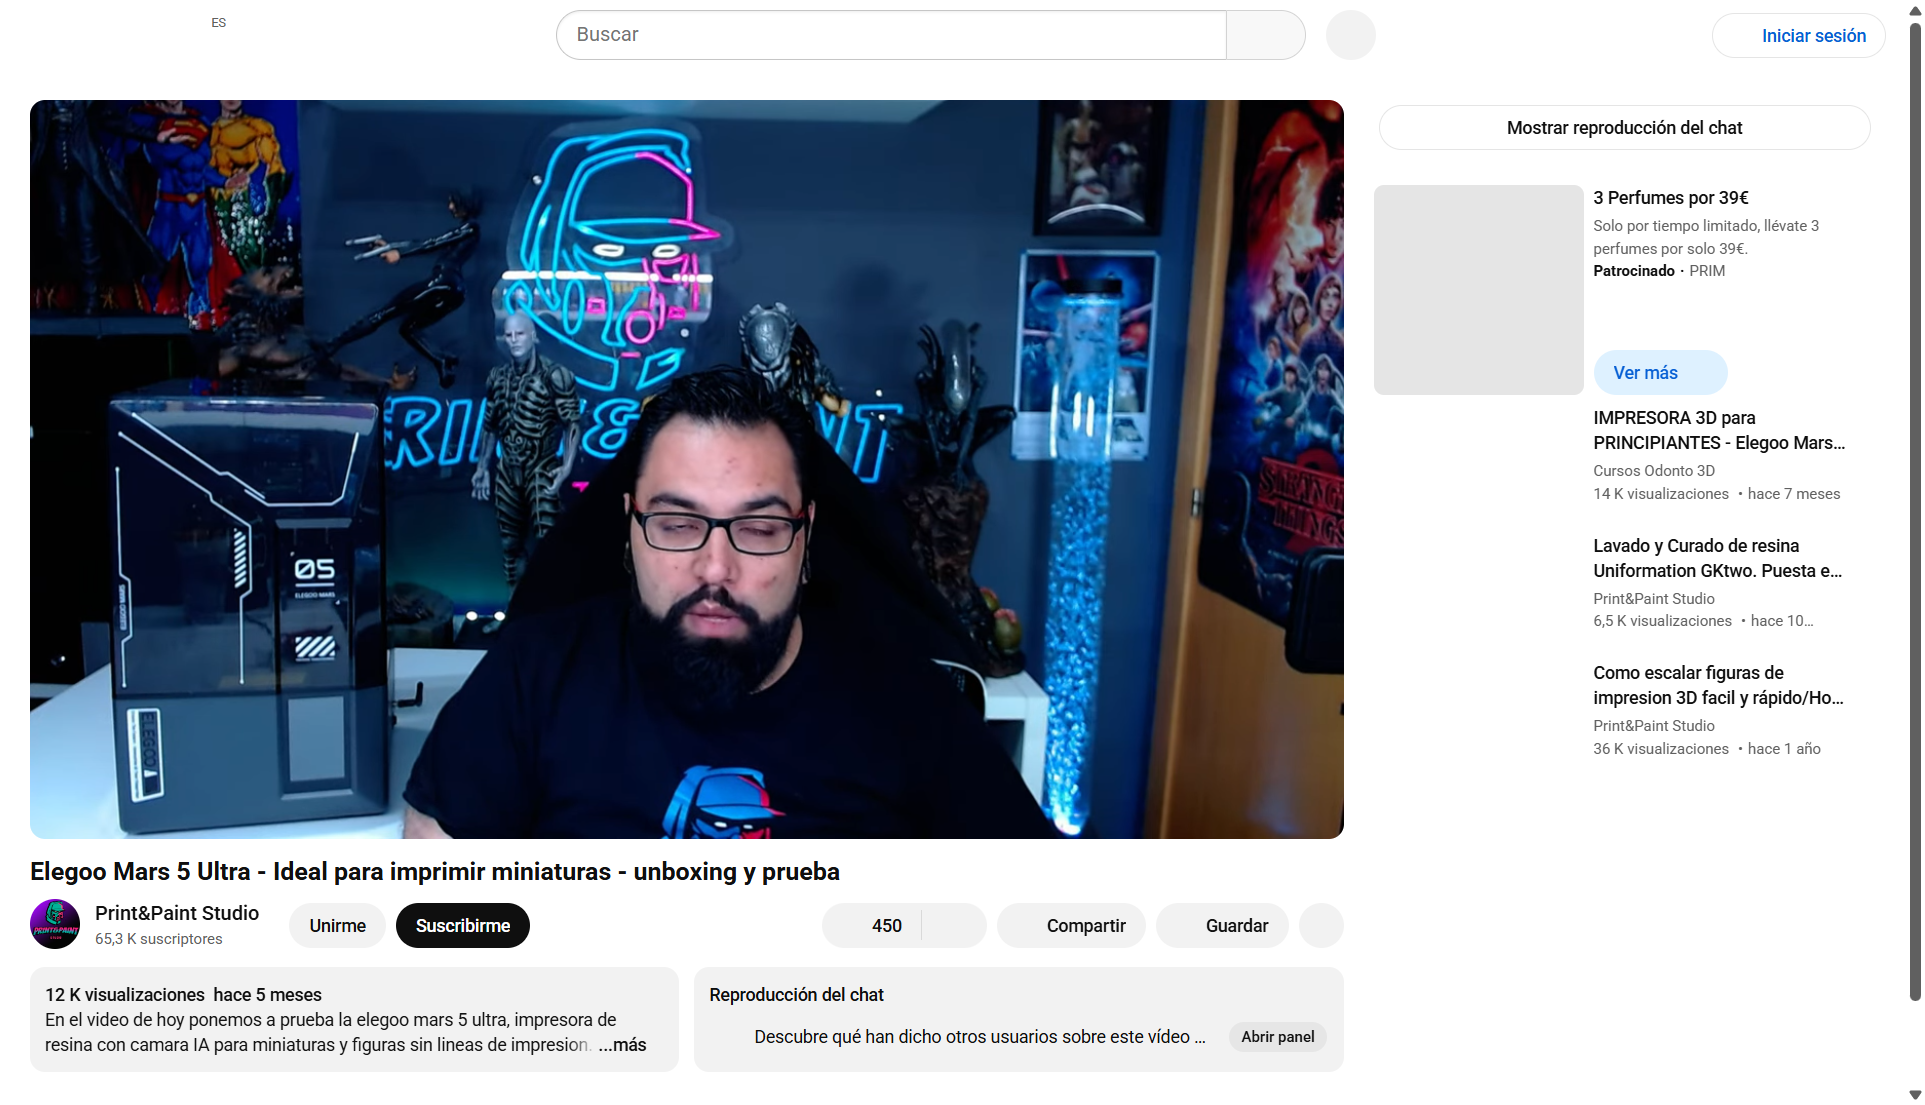 ES
Buscar
Iniciar sesión
Mostrar reproducción del chat
3 Perfumes por 39€
Solo por tiempo limitado, llévate 3
perfumes por solo 39€.
Patrocinado · PRIM
Ver más
IMPRESORA 3D para
PRINCIPIANTES - Elegoo Mars...
Cursos Odonto 3D
14 K visualizaciones • hace 7 meses
Lavado y Curado de resina
Uniformation GKtwo. Puesta e...
Print&Paint Studio
6,5 K visualizaciones • hace 10...
Como escalar figuras de
impresion 3D facil y rápido/Ho...
Print&Paint Studio
36 K visualizaciones • hace 1 año
05
ELEGOO MARS
ELEGOO
Elegoo Mars 5 Ultra - Ideal para imprimir miniaturas - unboxing y prueba
Print&Paint Studio
65,3 K suscriptores
Unirme
Suscribirme
450
Compartir
Guardar
12 K visualizaciones hace 5 meses
En el video de hoy ponemos a prueba la elegoo mars 5 ultra, impresora de
resina con camara IA para miniaturas y figuras sin lineas de impresion. ...más
Reproducción del chat
Descubre qué han dicho otros usuarios sobre este vídeo ...
Abrir panel